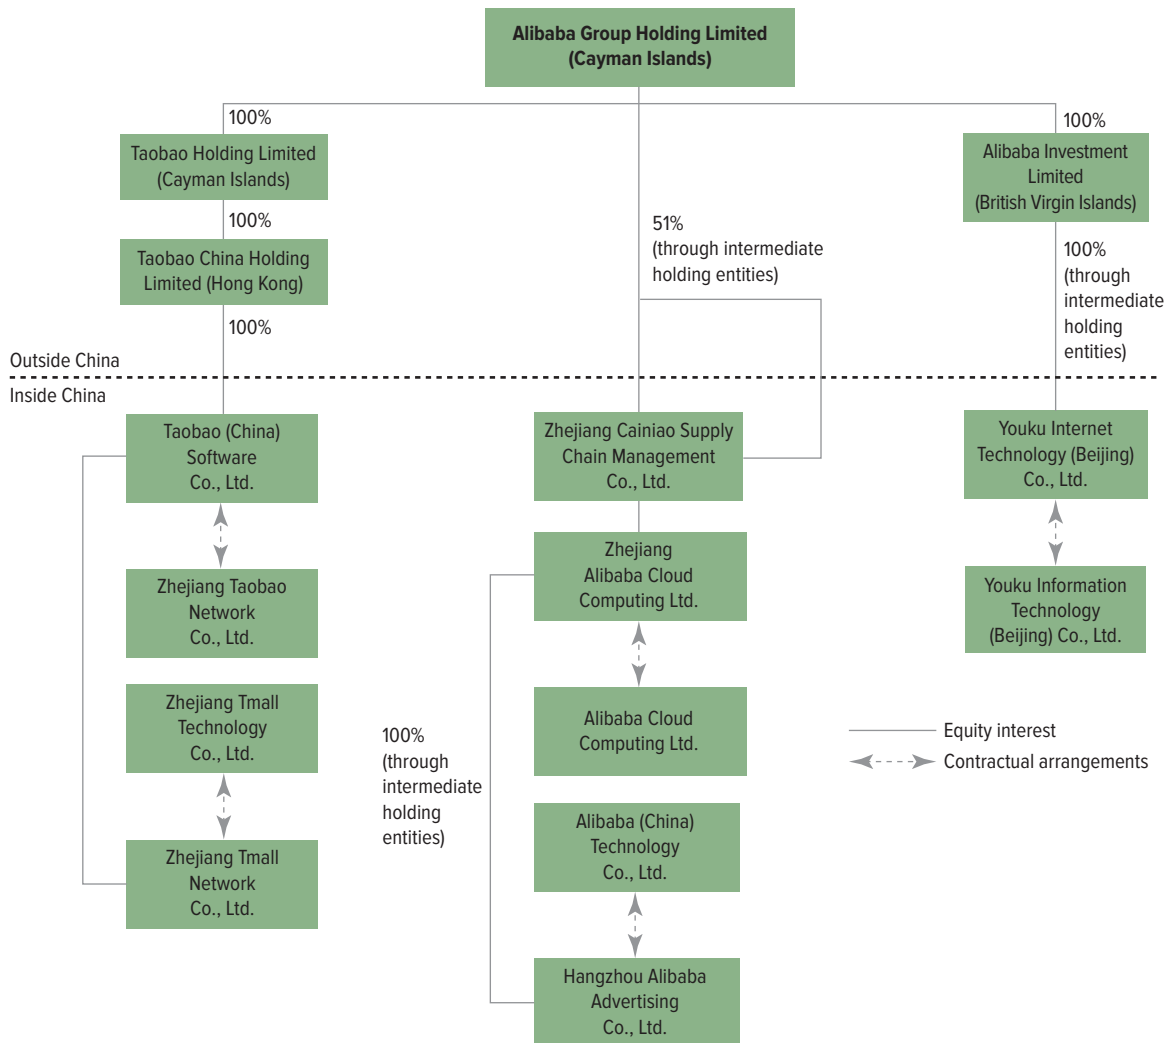 Alibaba Group Holding Limited
(Cayman Islands)
100%
Taobao Holding Limited
(Cayman Islands)
100%
Taobao China Holding
Limited (Hong Kong)
100%
51%
(through intermediate
holding entities)
100%
Alibaba Investment
Limited
(British Virgin Islands)
100%
(through
intermediate
holding
entities)
Outside China
Inside China
Taobao (China)
Software
Co., Ltd.
Zhejiang Taobao
Network
Co., Ltd.
Zhejiang Tmall
Technology
Co., Ltd.
Zhejiang Tmall
Network
Co., Ltd.
Zhejiang Cainiao Supply
Chain Management
Co., Ltd.
Zhejiang
Alibaba Cloud
Computing Ltd.
Alibaba Cloud
Computing Ltd.
100%
(through
intermediate
holding
entities)
Alibaba (China)
Technology
Co., Ltd.
Hangzhou Alibaba
Advertising
Co., Ltd.
Youku Internet
Technology (Beijing)
Co., Ltd.
Youku Information
Technology
(Beijing) Co., Ltd.
Equity interest
Contractual arrangements